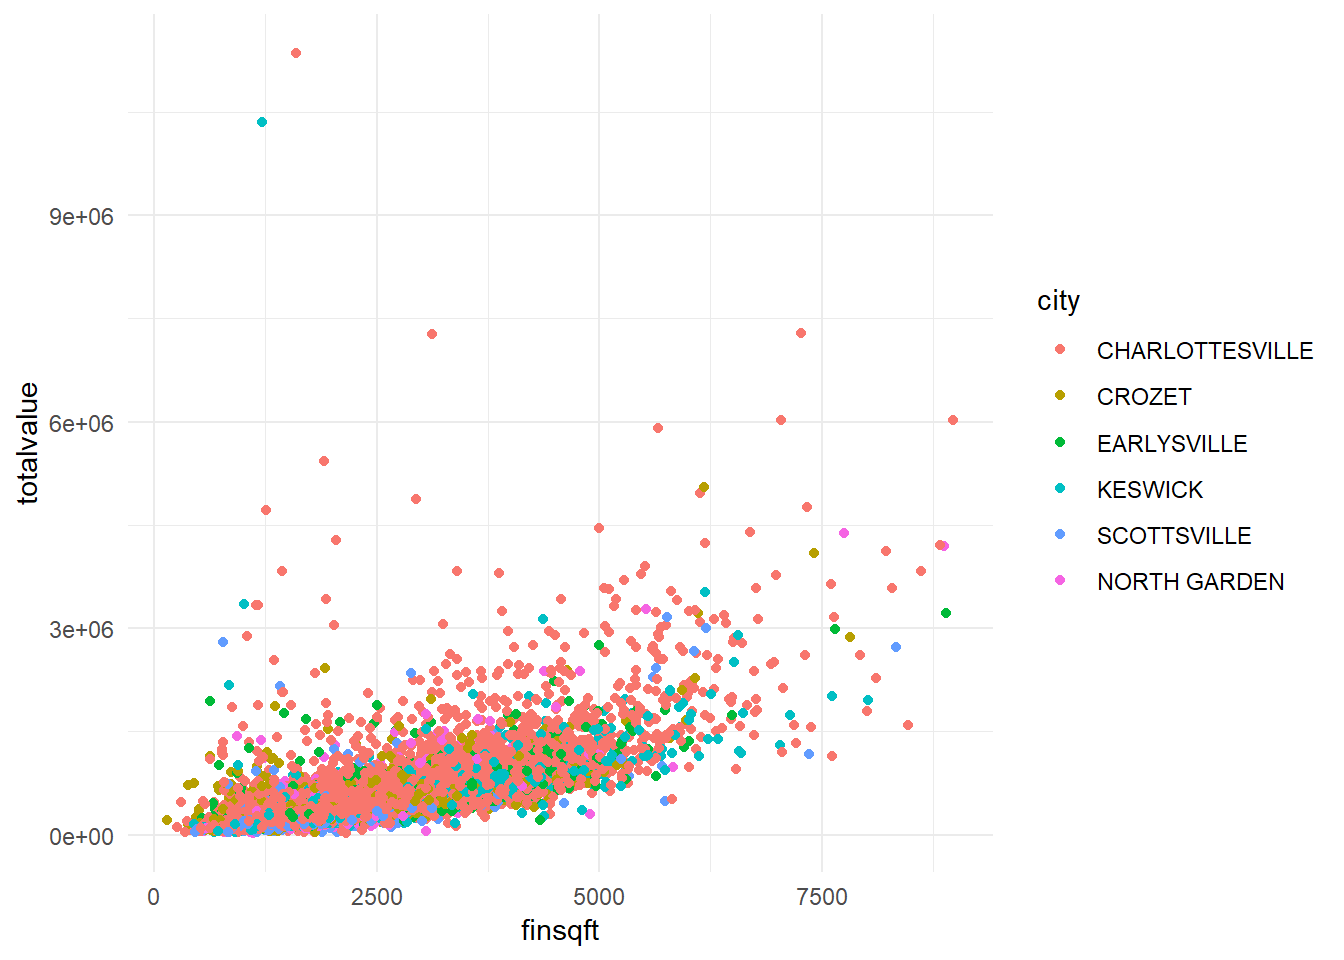 9e+06
6e+06
3e+06
0e+00
totalvalue
0
2500
5000
7500
finsqft
city
CHARLOTTESVILLE
CROZET
EARLYSVILLE
KESWICK
SCOTTSVILLE
NORTH GARDEN